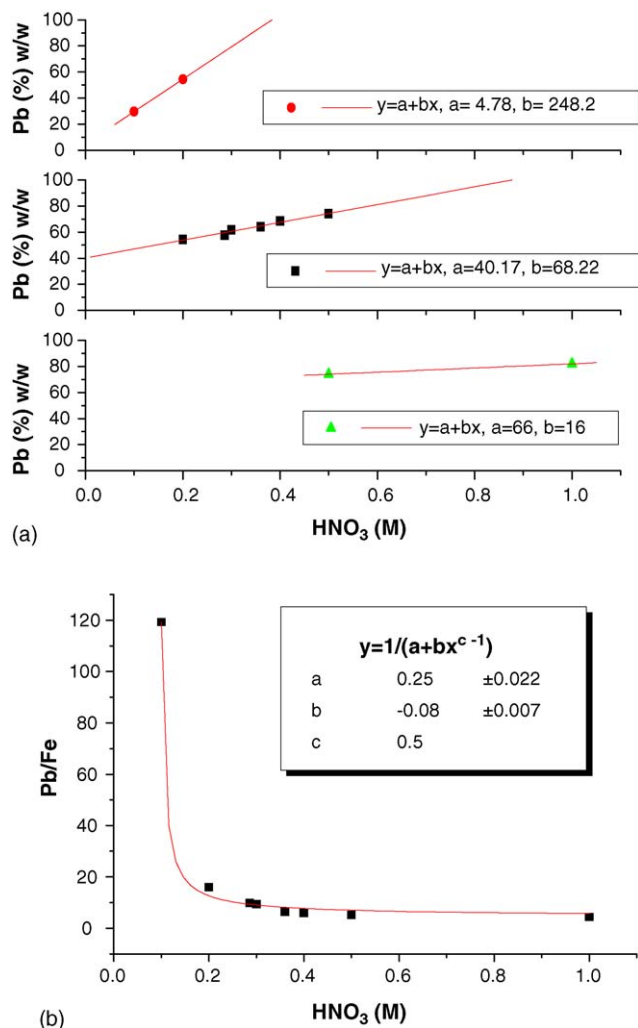 100
80
60
40
20
0
Pb (%) w/w
y=a+bx, a= 4.78, b= 248.2
100
80
60
40
20
0
Pb (%) w/w
y=a+bx, a=40.17, b=68.22
100
80
60
40
20
0
Pb (%) w/w
y=a+bx, a=66, b=16
0.0 0.2 0.4 0.6 0.8 1.0
HNO3 (M)
(a)
120
100
80
60
40
20
0
Pb/Fe
y=1/(a+bx^c -1)
a 0.25 ±0.022
b -0.08 ±0.007
c 0.5
0.0 0.2 0.4 0.6 0.8 1.0
HNO3 (M)
(b)